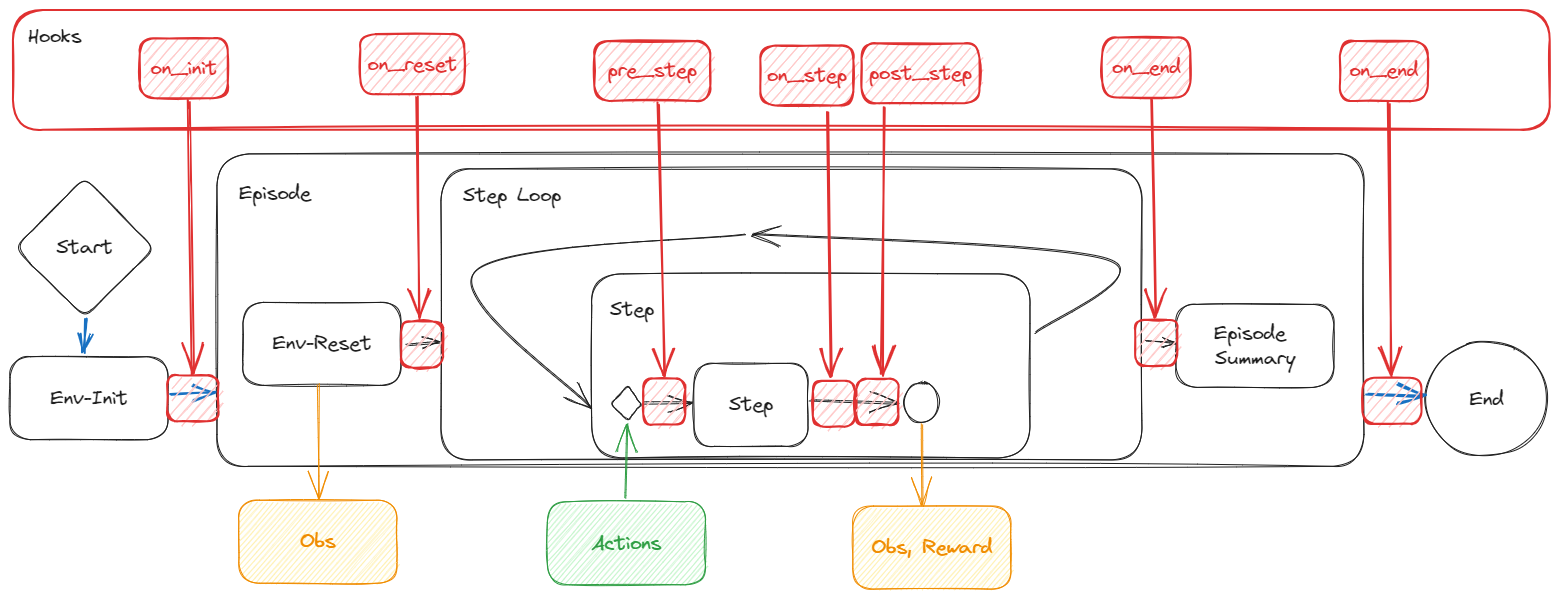 Hooks
on_init
on_reset
pre_step
on_step
post_step
on_end
on_end
Episode
Step Loop
Start
Step
Env-Reset
Episode
Summary
Env-Init
Step
End
Obs
Actions
Obs, Reward